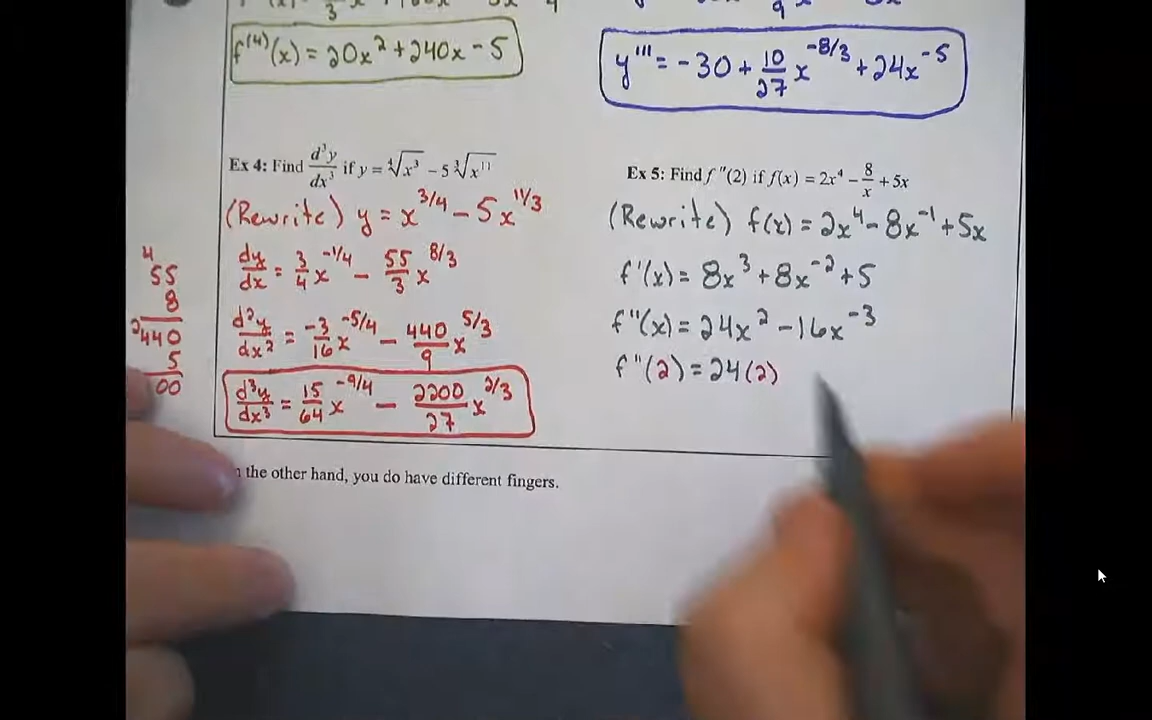 f⁽⁴⁾(x) = 20x² + 240x - 5
y''' = -30 + 10/27 x^(-8/3) + 24x^(-5)
Ex 4: Find d³y/dx³ if y = ⁴√x³ - 5 ³√x¹¹
(Rewrite) y = x^(3/4) - 5x^(11/3)
dy/dx = 3/4 x^(-1/4) - 55/3 x^(8/3)
d²y/dx² = -3/16 x^(-5/4) - 440/9 x^(5/3)
d³y/dx³ = 15/64 x^(-9/4) - 2200/27 x^(2/3)
4
55
8
2440
5
00
the other hand, you do have different fingers.
Ex 5: Find f ''(2) if f(x) = 2x⁴ - 8/x + 5x
(Rewrite) f(x) = 2x⁴ - 8x⁻¹ + 5x
f'(x) = 8x³ + 8x⁻² + 5
f''(x) = 24x² - 16x⁻³
f''(2) = 24(2)